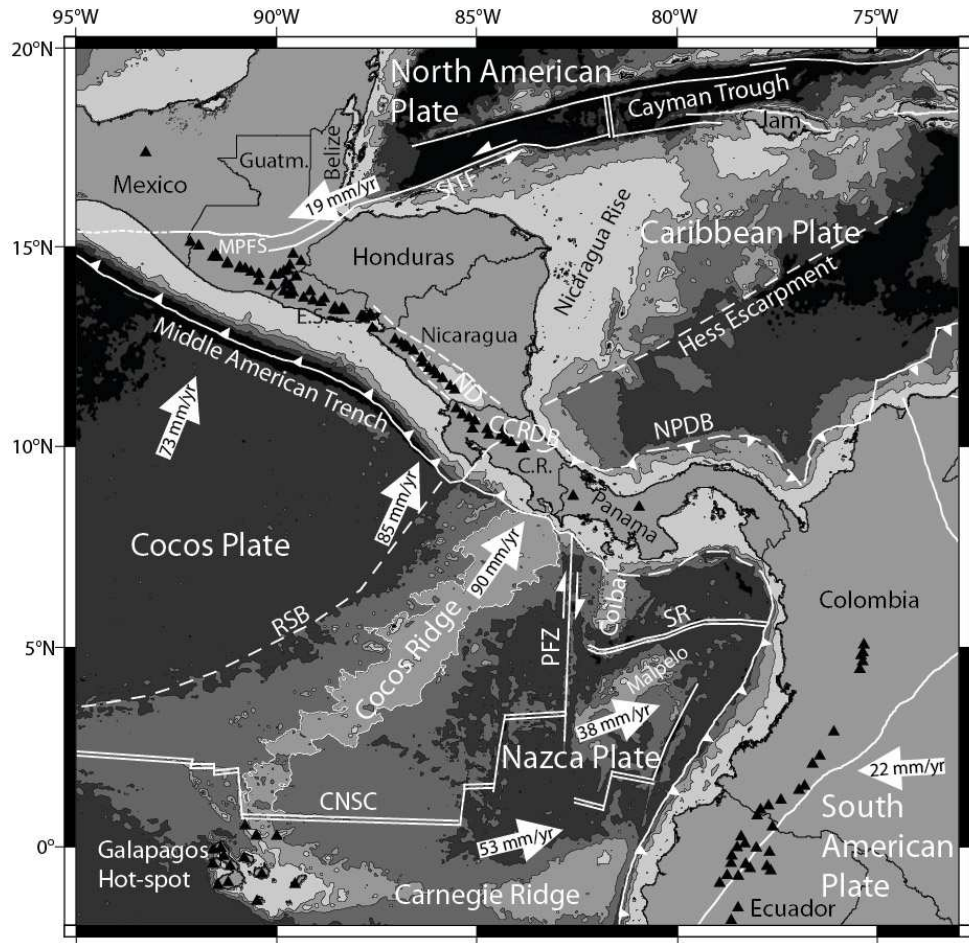 95°W
90°W
85°W
80°W
75°W
20°N
15°N
10°N
5°N
0°
North American
Plate
Cayman Trough
Jam.
Belize
Guatm.
Mexico
19 mm/yr
SITF
MPFS
Honduras
Nicaragua Rise
Caribbean Plate
Hess Escarpment
E.S.
Nicaragua
ND
Middle American Trench
73 mm/yr
CCRDB
NPDB
C.R.
Panama
85 mm/yr
Cocos Plate
90 mm/yr
Coiba
Colombia
RSB
Cocos Ridge
PFZ
SR
Malpelo
38 mm/yr
Nazca Plate
22 mm/yr
CNSC
53 mm/yr
South
American
Plate
Galapagos
Hot-spot
Carnegie Ridge
Ecuador